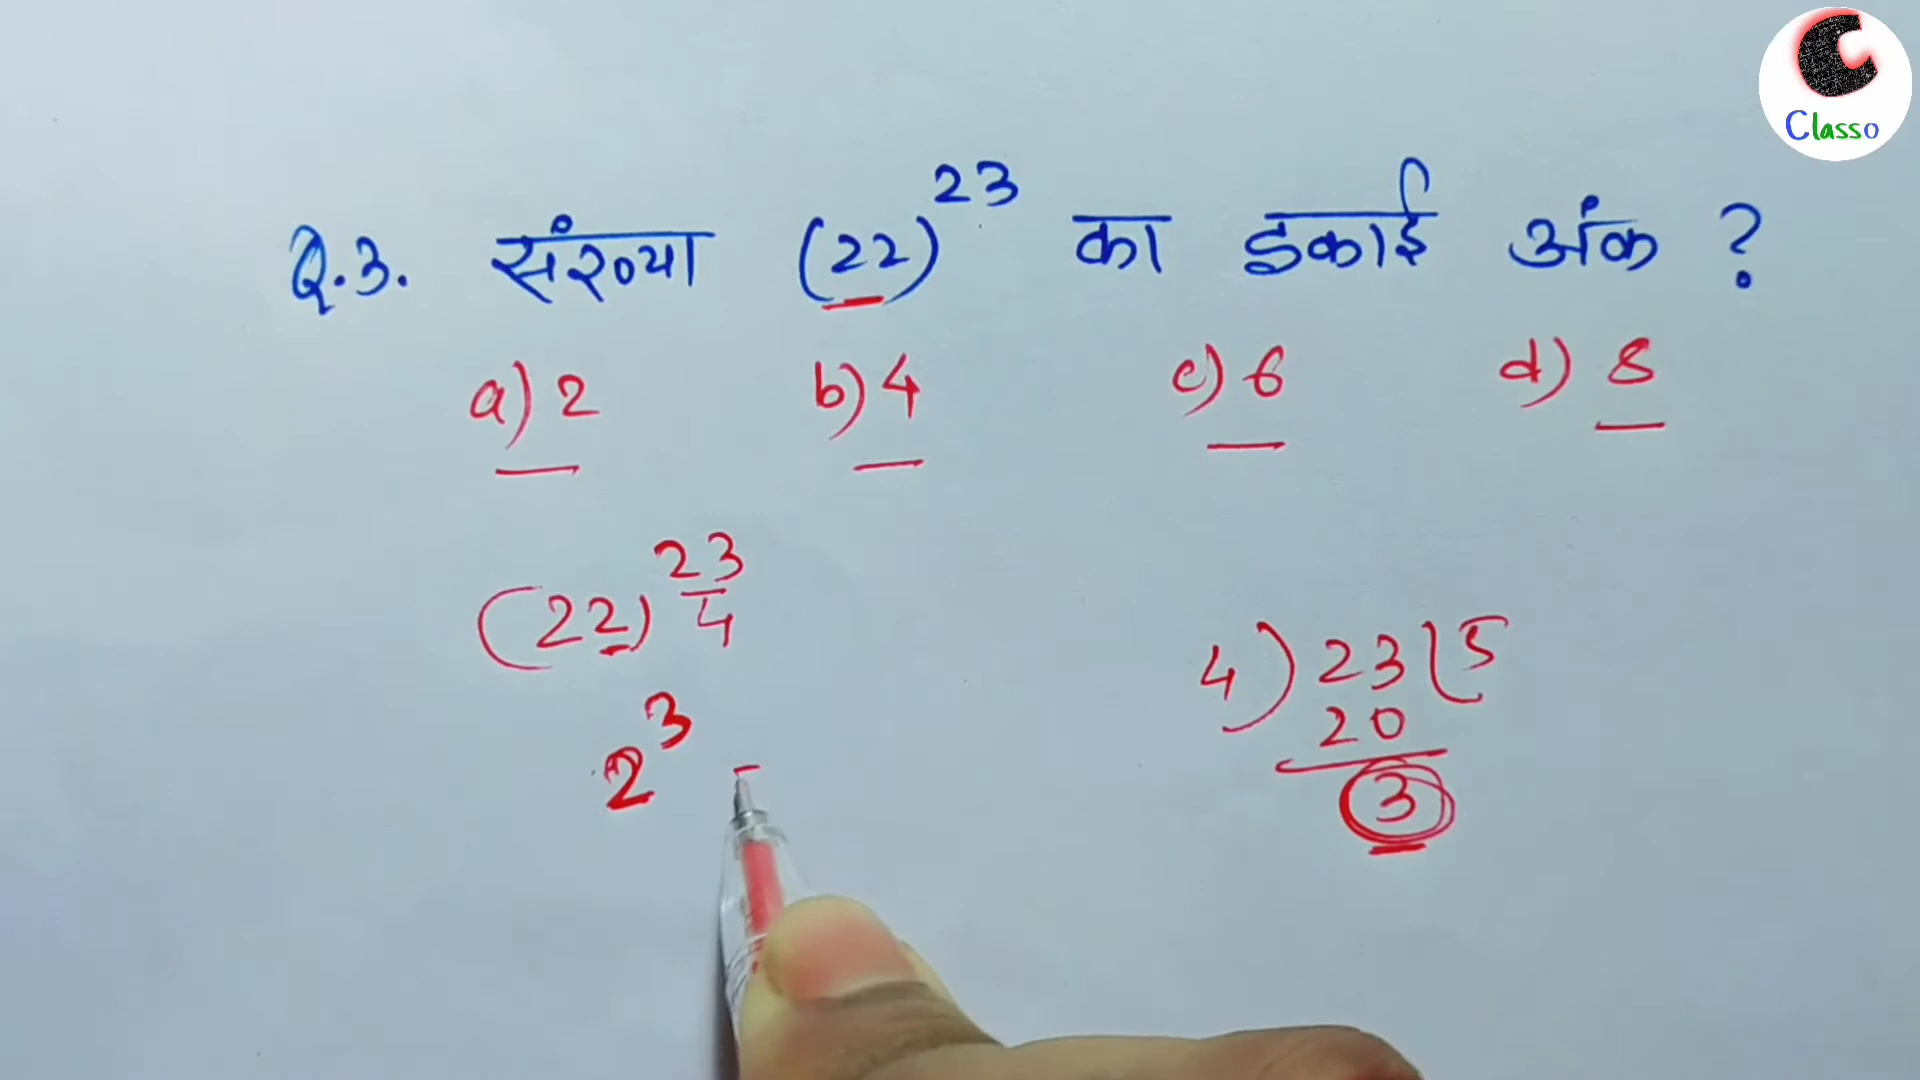 Classo
Q.3. संख्या (22)^23 का इकाई अंक ?
a) 2 b) 4 c) 6 d) 8
(22)^23/4
2^3 -
4) 23 (5
20
3